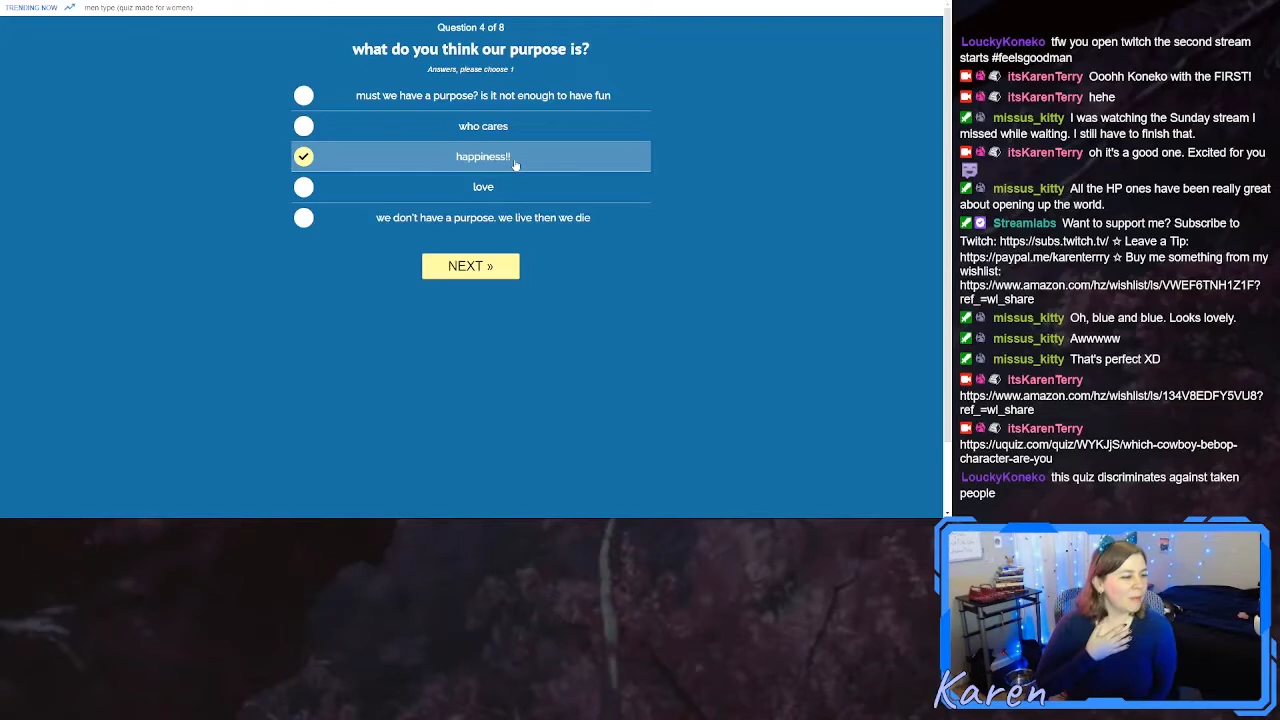 TRENDING NOW men type (quiz made for women)
Question 4 of 8
what do you think our purpose is?
Answers, please choose 1
must we have a purpose? is it not enough to have fun
who cares
happiness!!
love
we don't have a purpose. we live then we die
NEXT »
LouckyKoneko tfw you open twitch the second stream
starts #feelsgoodman
itsKarenTerry Ooohh Koneko with the FIRST!
itsKarenTerry hehe
missus_kitty I was watching the Sunday stream I
missed while waiting. I still have to finish that.
itsKarenTerry oh it's a good one. Excited for you
missus_kitty All the HP ones have been really great
about opening up the world.
Streamlabs Want to support me? Subscribe to
Twitch: https://subs.twitch.tv/ ☆ Leave a Tip:
https://paypal.me/karenterrry ☆ Buy me something from my
wishlist:
https://www.amazon.com/hz/wishlist/ls/VWEF6TNH1Z1F?
ref_=wl_share
missus_kitty Oh, blue and blue. Looks lovely.
missus_kitty Awwwww
missus_kitty That's perfect XD
itsKarenTerry
https://www.amazon.com/hz/wishlist/ls/134V8EDFY5VU8?
ref_=wl_share
itsKarenTerry
https://uquiz.com/quiz/WYKJjS/which-cowboy-bebop-
character-are-you
LouckyKoneko this quiz discriminates against taken
people
Karen